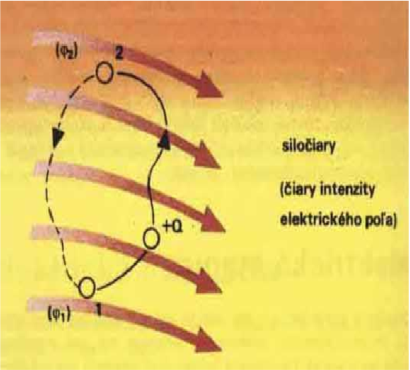 (φ₂) 2
siločiary
(čiary intenzity
elektrického poľa)
+Q
(φ₁) 1